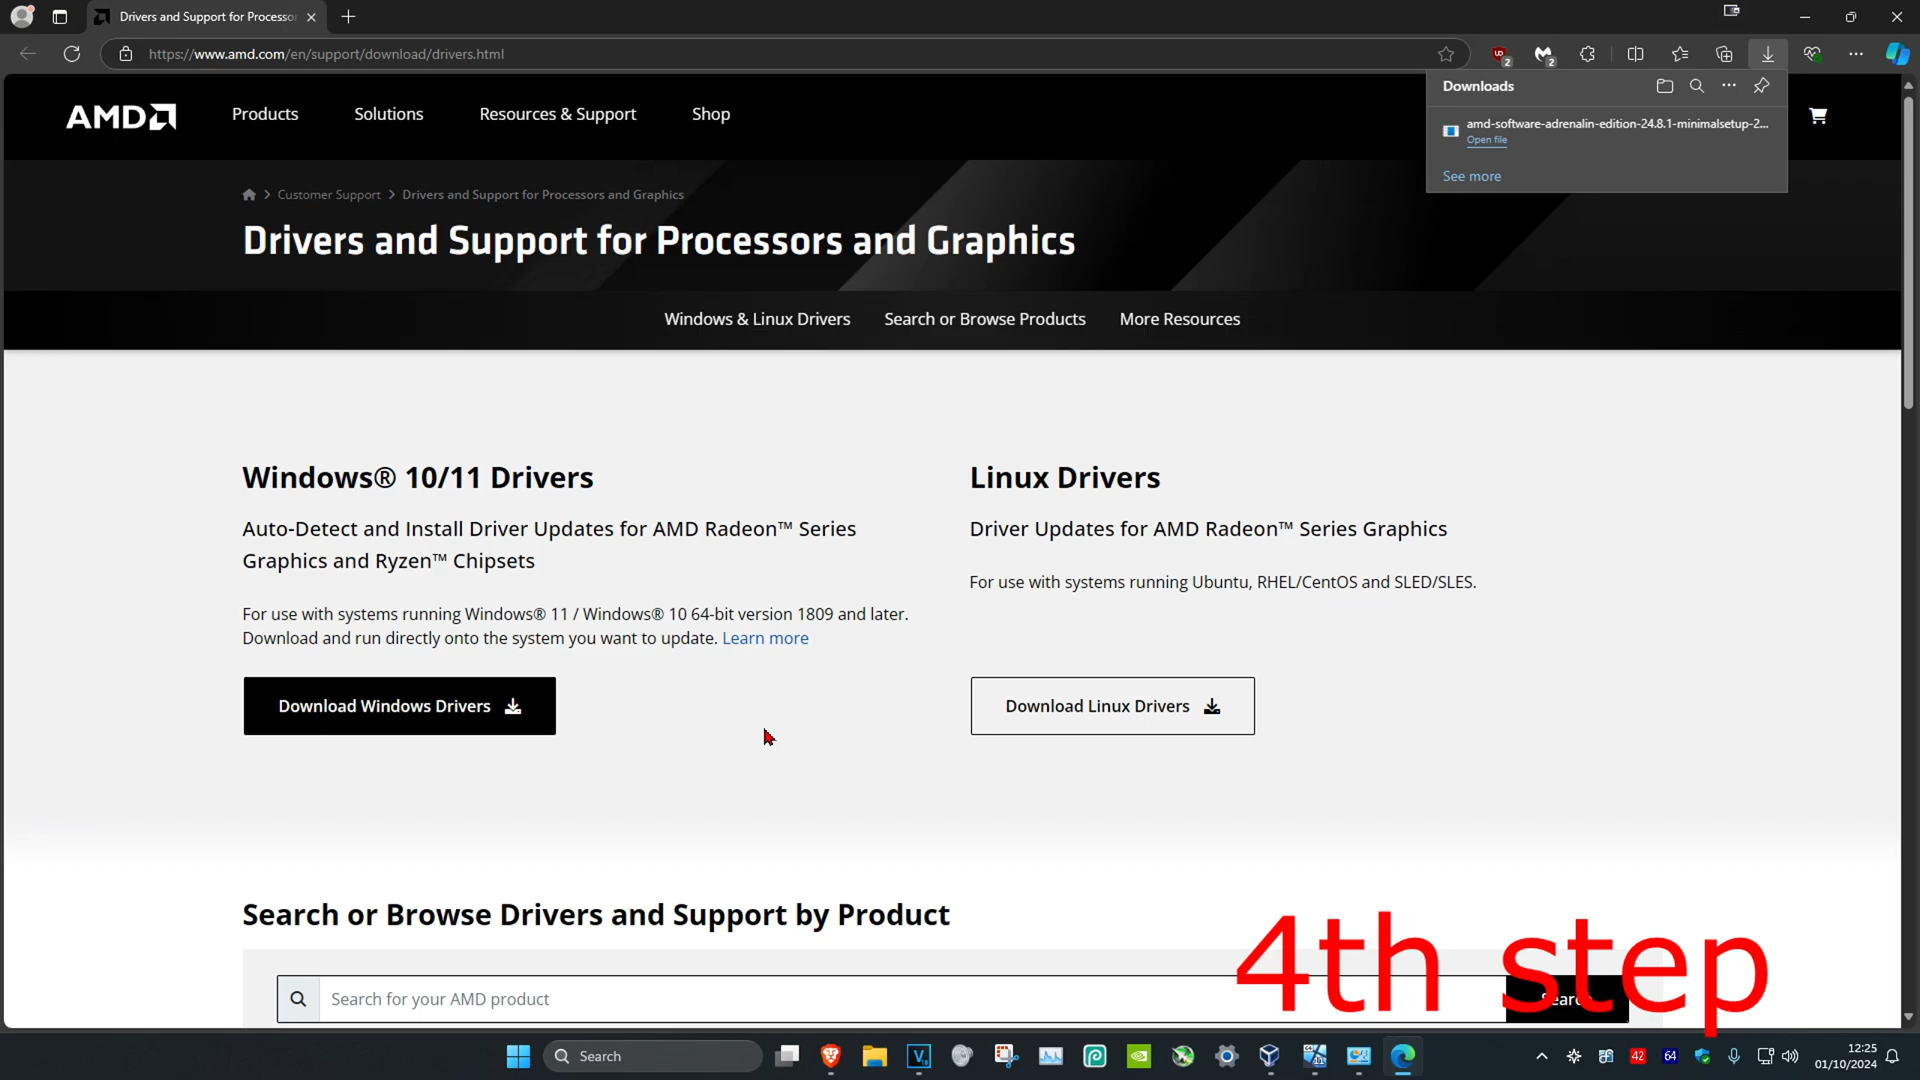 Drivers and Support for Processo
https://www.amd.com/en/support/download/drivers.html
2
2
Downloads
amd-software-adrenalin-edition-24.8.1-minimalsetup-2...
Open file
See more
AMD
Products
Solutions
Resources & Support
Shop
Customer Support
Drivers and Support for Processors and Graphics
Drivers and Support for Processors and Graphics
Windows & Linux Drivers
Search or Browse Products
More Resources
Windows® 10/11 Drivers
Auto-Detect and Install Driver Updates for AMD Radeon™ Series
Graphics and Ryzen™ Chipsets
For use with systems running Windows® 11 / Windows® 10 64-bit version 1809 and later.
Download and run directly onto the system you want to update. Learn more
Download Windows Drivers
Linux Drivers
Driver Updates for AMD Radeon™ Series Graphics
For use with systems running Ubuntu, RHEL/CentOS and SLED/SLES.
Download Linux Drivers
Search or Browse Drivers and Support by Product
Search for your AMD product
4th step
Search
42
64
12:25
01/10/2024